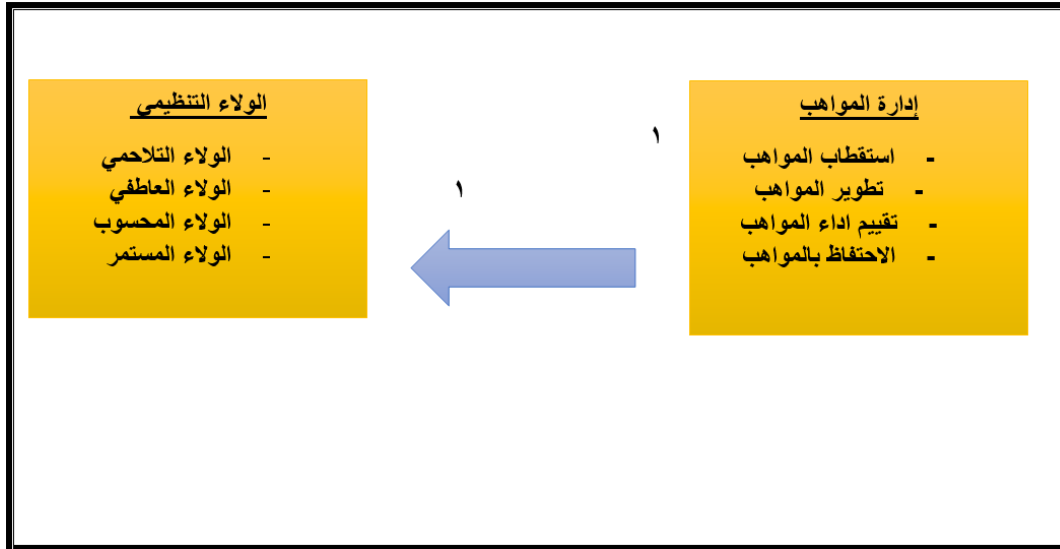 إدارة المواهب
- استقطاب المواهب
- تطوير المواهب
- تقييم اداء المواهب
- الاحتفاظ بالمواهب
١
١
الولاء التنظيمي
- الولاء التلاحمي
- الولاء العاطفي
- الولاء المحسوب
- الولاء المستمر